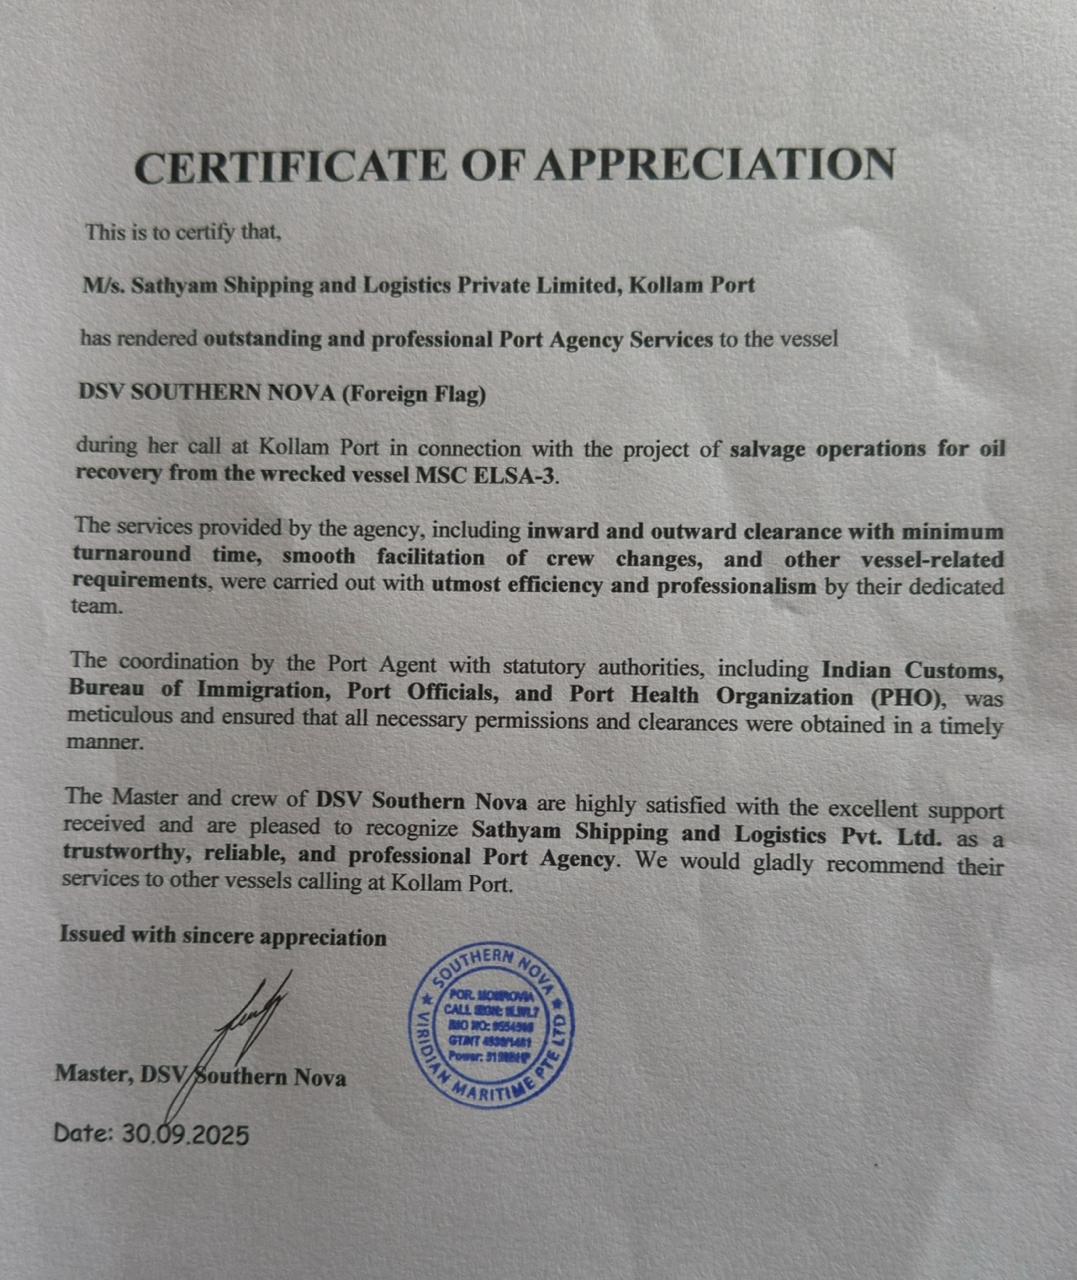 CERTIFICATE OF APPRECIATION
This is to certify that,
M/s. Sathyam Shipping and Logistics Private Limited, Kollam Port
has rendered outstanding and professional Port Agency Services to the vessel
DSV SOUTHERN NOVA (Foreign Flag)
during her call at Kollam Port in connection with the project of salvage operations for oil
recovery from the wrecked vessel MSC ELSA-3.
The services provided by the agency, including inward and outward clearance with minimum
turnaround time, smooth facilitation of crew changes, and other vessel-related
requirements, were carried out with utmost efficiency and professionalism by their dedicated
team.
The coordination by the Port Agent with statutory authorities, including Indian Customs,
Bureau of Immigration, Port Officials, and Port Health Organization (PHO), was
meticulous and ensured that all necessary permissions and clearances were obtained in a timely
manner.
The Master and crew of DSV Southern Nova are highly satisfied with the excellent support
received and are pleased to recognize Sathyam Shipping and Logistics Pvt. Ltd. as a
trustworthy, reliable, and professional Port Agency. We would gladly recommend their
services to other vessels calling at Kollam Port.
Issued with sincere appreciation
SOUTHERN NOVA
POR. MONROVIA
CALL SIGN:
IMO NO:
GT/NT
Power:
VIRIDIAN MARITIME PTE LTD
Master, DSV Southern Nova
Date: 30.09.2025